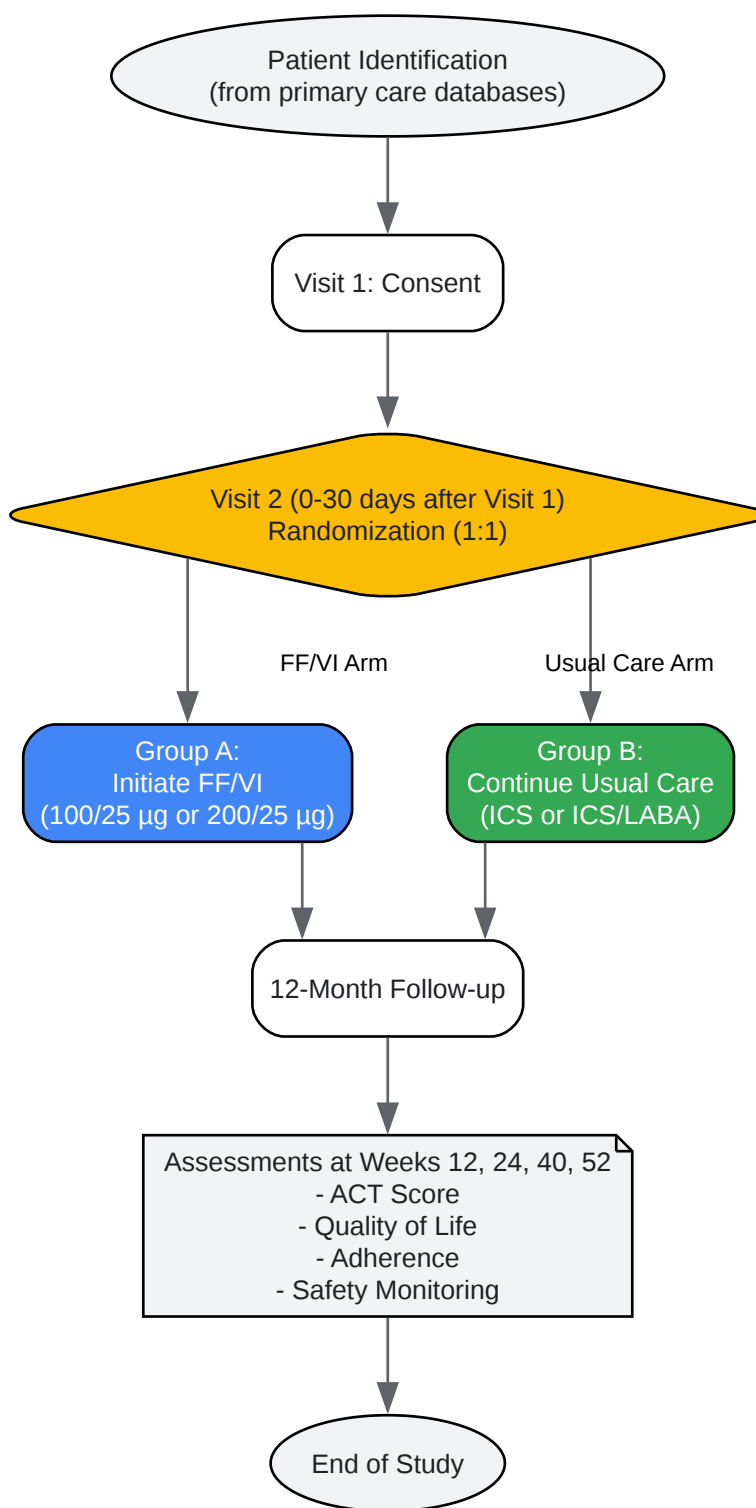 Patient Identification
(from primary care databases)
Visit 1: Consent
Visit 2 (0-30 days after Visit 1)
Randomization (1:1)
FF/VI Arm
Usual Care Arm
Group A:
Initiate FF/VI
(100/25 µg or 200/25 µg)
Group B:
Continue Usual Care
(ICS or ICS/LABA)
12-Month Follow-up
Assessments at Weeks 12, 24, 40, 52
- ACT Score
- Quality of Life
- Adherence
- Safety Monitoring
End of Study